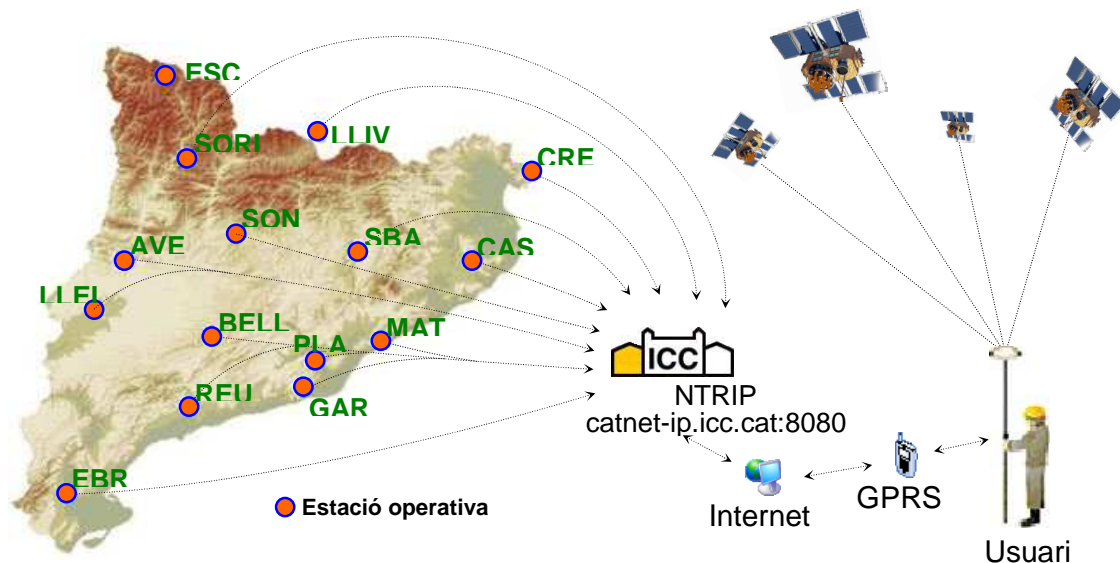 ESC
SORI
LLIV
CRE
SON
SBA
AVE
CAS
LLEI
BELL
PLA
MAT
REU
GAR
EBR
Estació operativa
ICC
NTRIP
catnet-ip.icc.cat:8080
Internet
GPRS
Usuari